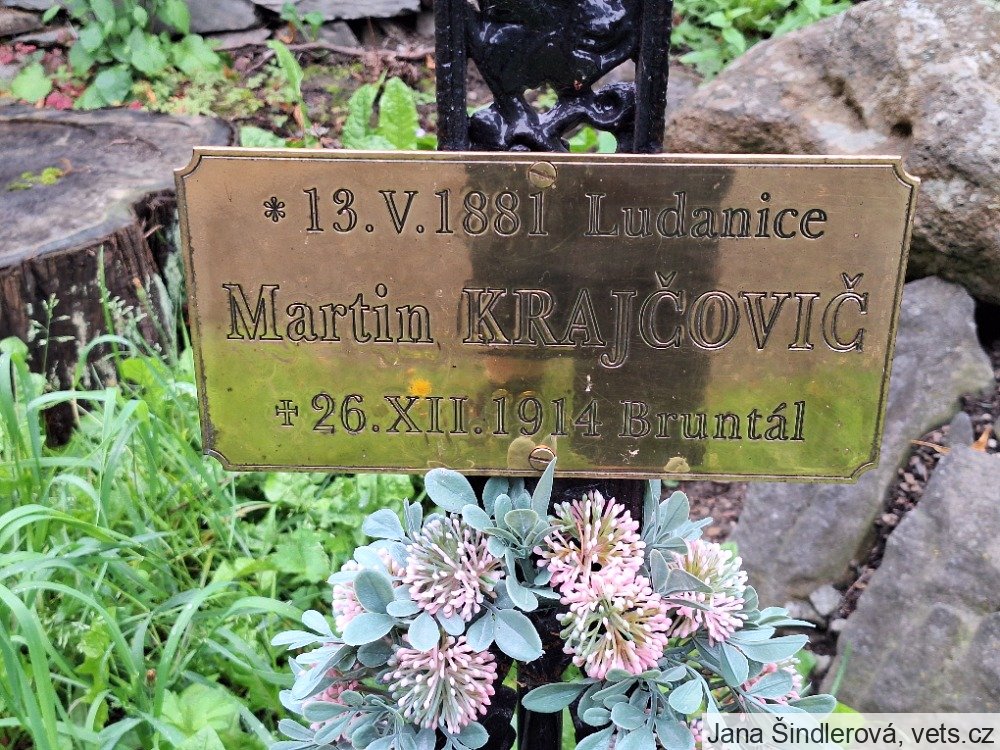 * 13.V.1881 Ludanice
Martin KRAJČOVIČ
✝ 26.XII.1914 Bruntál
Jana Šindlerová, vets.cz